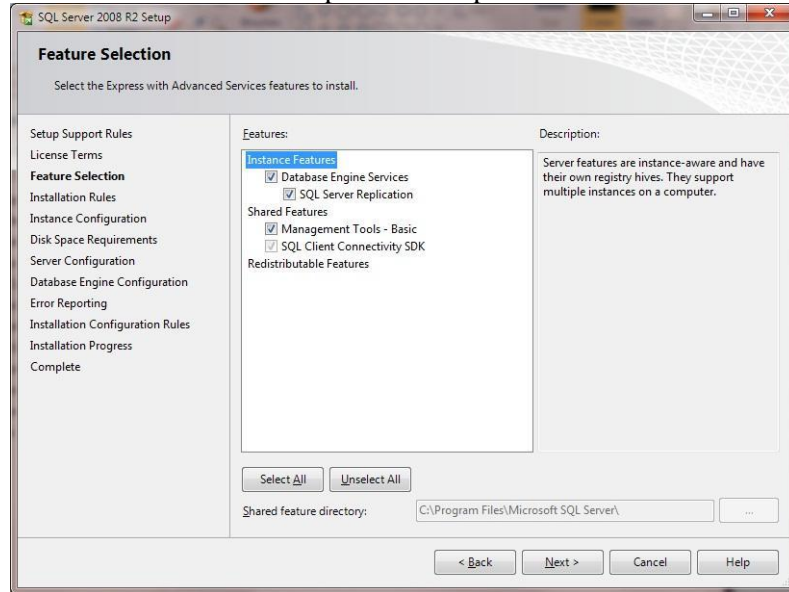 SQL Server 2008 R2 Setup
Feature Selection
Select the Express with Advanced Services features to install.
Setup Support Rules
License Terms
Feature Selection
Installation Rules
Instance Configuration
Disk Space Requirements
Server Configuration
Database Engine Configuration
Error Reporting
Installation Configuration Rules
Installation Progress
Complete
Features:
Instance Features
Database Engine Services
SQL Server Replication
Shared Features
Management Tools - Basic
SQL Client Connectivity SDK
Redistributable Features
Description:
Server features are instance-aware and have
their own registry hives. They support
multiple instances on a computer.
Select All
Unselect All
Shared feature directory:
C:\Program Files\Microsoft SQL Server\
...
< Back
Next >
Cancel
Help